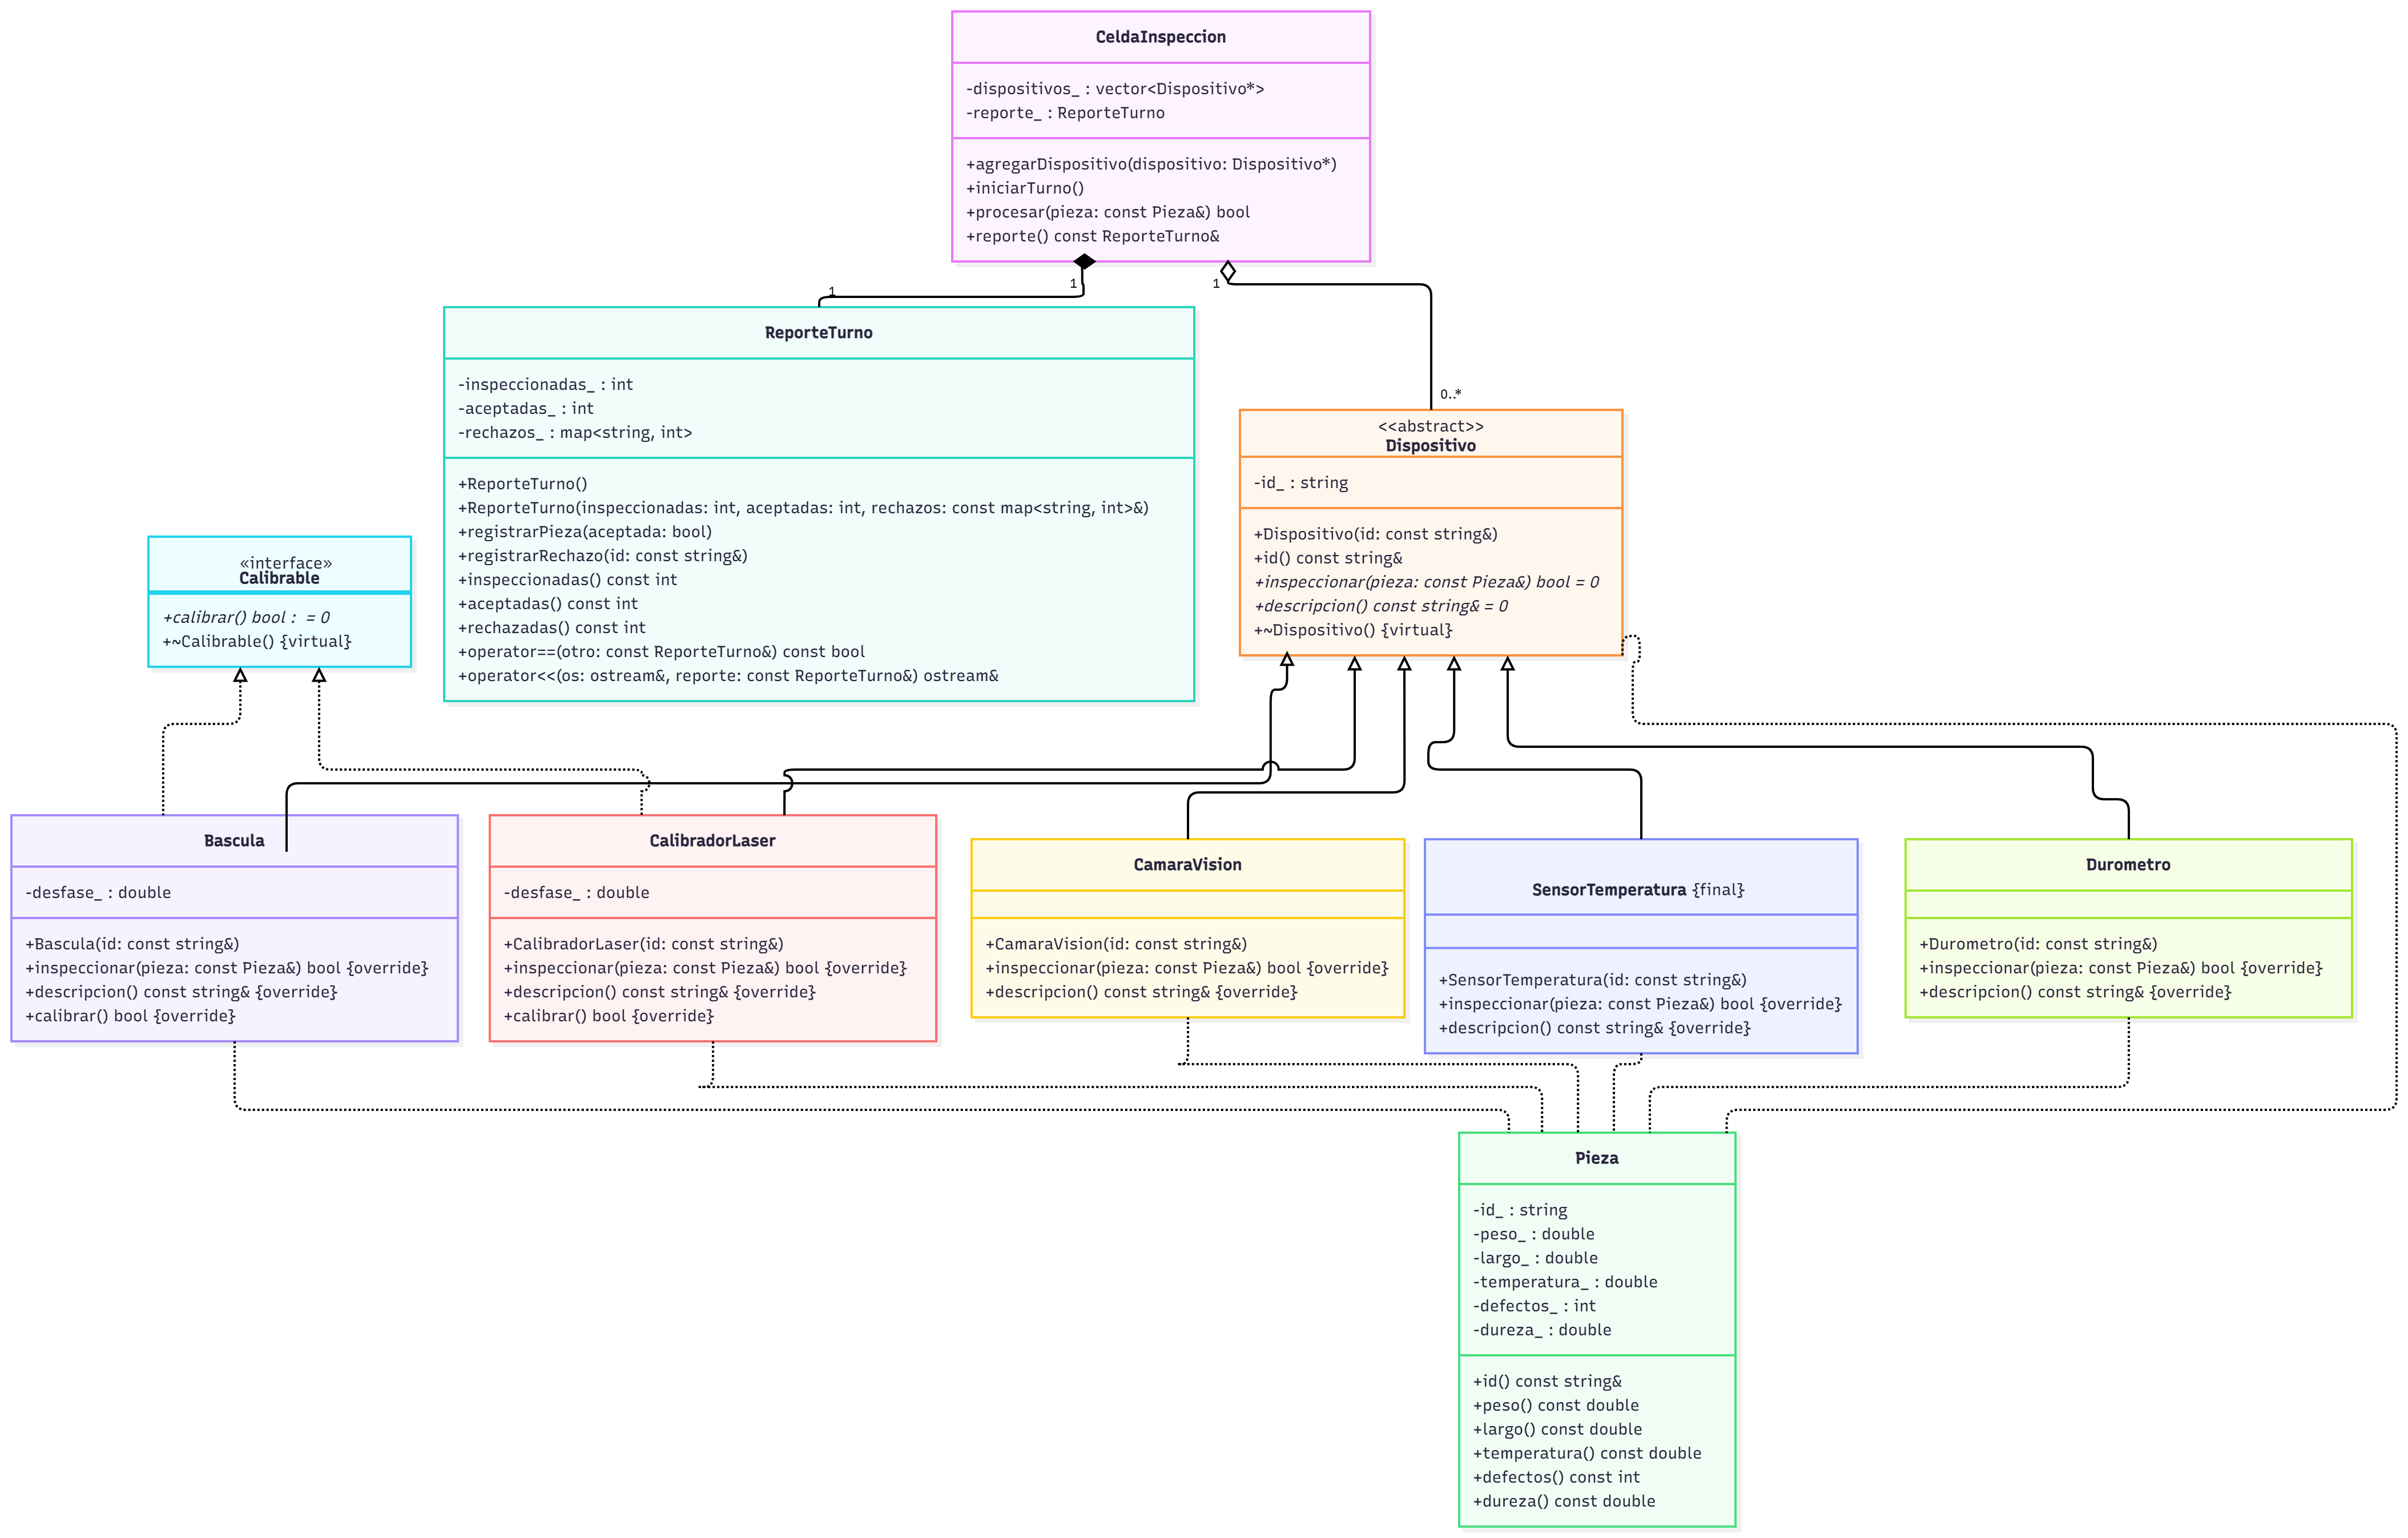 CeldaInspeccion
-dispositivos_ : vector<Dispositivo*>
-reporte_ : ReporteTurno
+agregarDispositivo(dispositivo: Dispositivo*)
+iniciarTurno()
+procesar(pieza: const Pieza&) bool
+reporte() const ReporteTurno&
1
1
1
0..*
ReporteTurno
-inspeccionadas_ : int
-aceptadas_ : int
-rechazos_ : map<string, int>
+ReporteTurno()
+ReporteTurno(inspeccionadas: int, aceptadas: int, rechazos: const map<string, int>&)
+registrarPieza(aceptada: bool)
+registrarRechazo(id: const string&)
+inspeccionadas() const int
+aceptadas() const int
+rechazadas() const int
+operator==(otro: const ReporteTurno&) const bool
+operator<<(os: ostream&, reporte: const ReporteTurno&) ostream&
<<abstract>>
Dispositivo
-id_ : string
+Dispositivo(id: const string&)
+id() const string&
+inspeccionar(pieza: const Pieza&) bool = 0
+descripcion() const string& = 0
+~Dispositivo() {virtual}
«interface»
Calibrable
+calibrar() bool :  = 0
+~Calibrable() {virtual}
Bascula
-desfase_ : double
+Bascula(id: const string&)
+inspeccionar(pieza: const Pieza&) bool {override}
+descripcion() const string& {override}
+calibrar() bool {override}
CalibradorLaser
-desfase_ : double
+CalibradorLaser(id: const string&)
+inspeccionar(pieza: const Pieza&) bool {override}
+descripcion() const string& {override}
+calibrar() bool {override}
CamaraVision
+CamaraVision(id: const string&)
+inspeccionar(pieza: const Pieza&) bool {override}
+descripcion() const string& {override}
SensorTemperatura {final}
+SensorTemperatura(id: const string&)
+inspeccionar(pieza: const Pieza&) bool {override}
+descripcion() const string& {override}
Durometro
+Durometro(id: const string&)
+inspeccionar(pieza: const Pieza&) bool {override}
+descripcion() const string& {override}
Pieza
-id_ : string
-peso_ : double
-largo_ : double
-temperatura_ : double
-defectos_ : int
-dureza_ : double
+id() const string&
+peso() const double
+largo() const double
+temperatura() const double
+defectos() const int
+dureza() const double